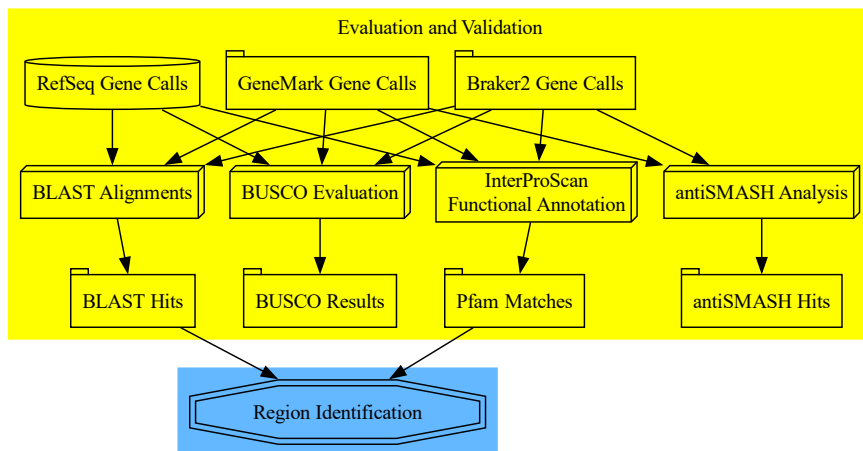 Evaluation and Validation
RefSeq Gene Calls
GeneMark Gene Calls
Braker2 Gene Calls
BLAST Alignments
BUSCO Evaluation
InterProScan
Functional Annotation
antiSMASH Analysis
BLAST Hits
BUSCO Results
Pfam Matches
antiSMASH Hits
Region Identification